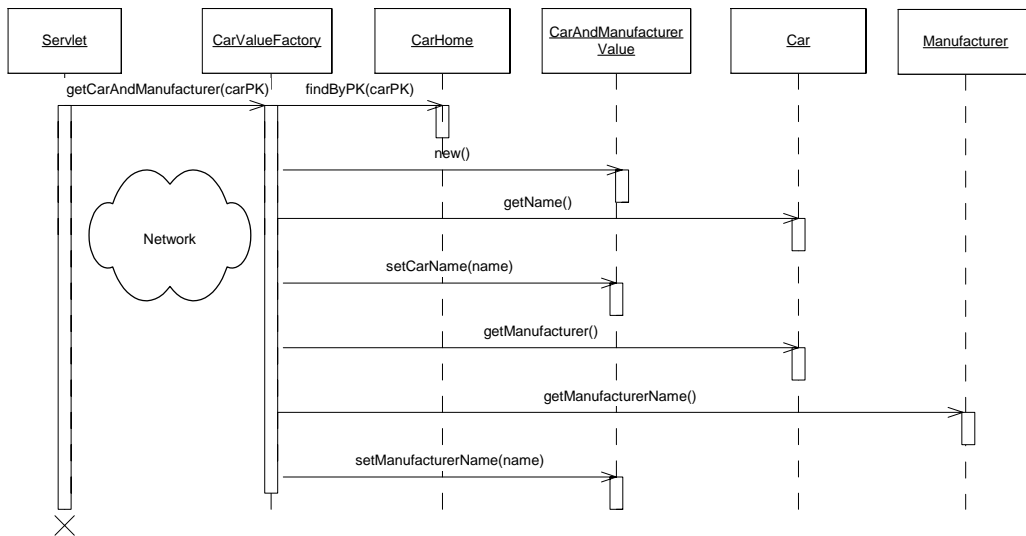 Servlet
CarValueFactory
CarHome
CarAndManufacturer
Value
Car
Manufacturer
getCarAndManufacturer(carPK)
findByPK(carPK)
new()
getName()
Network
setCarName(name)
getManufacturer()
getManufacturerName()
setManufacturerName(name)